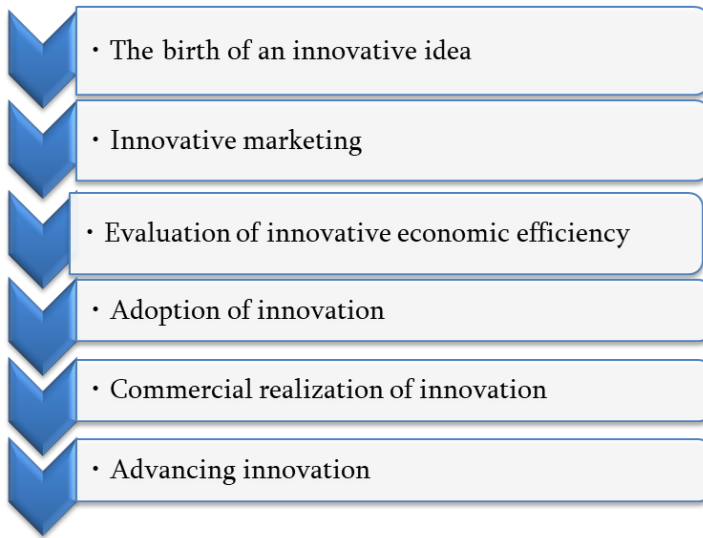 · The birth of an innovative idea
· Innovative marketing
· Evaluation of innovative economic efficiency
· Adoption of innovation
· Commercial realization of innovation
· Advancing innovation